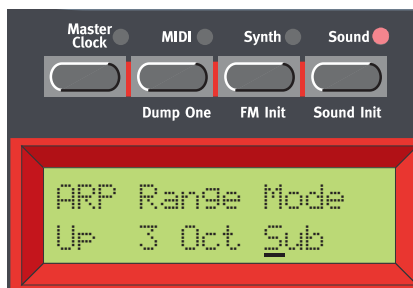 Master Clock MIDI Synth Sound
Dump One FM Init Sound Init
ARP Range Mode
Up 3 Oct Sub